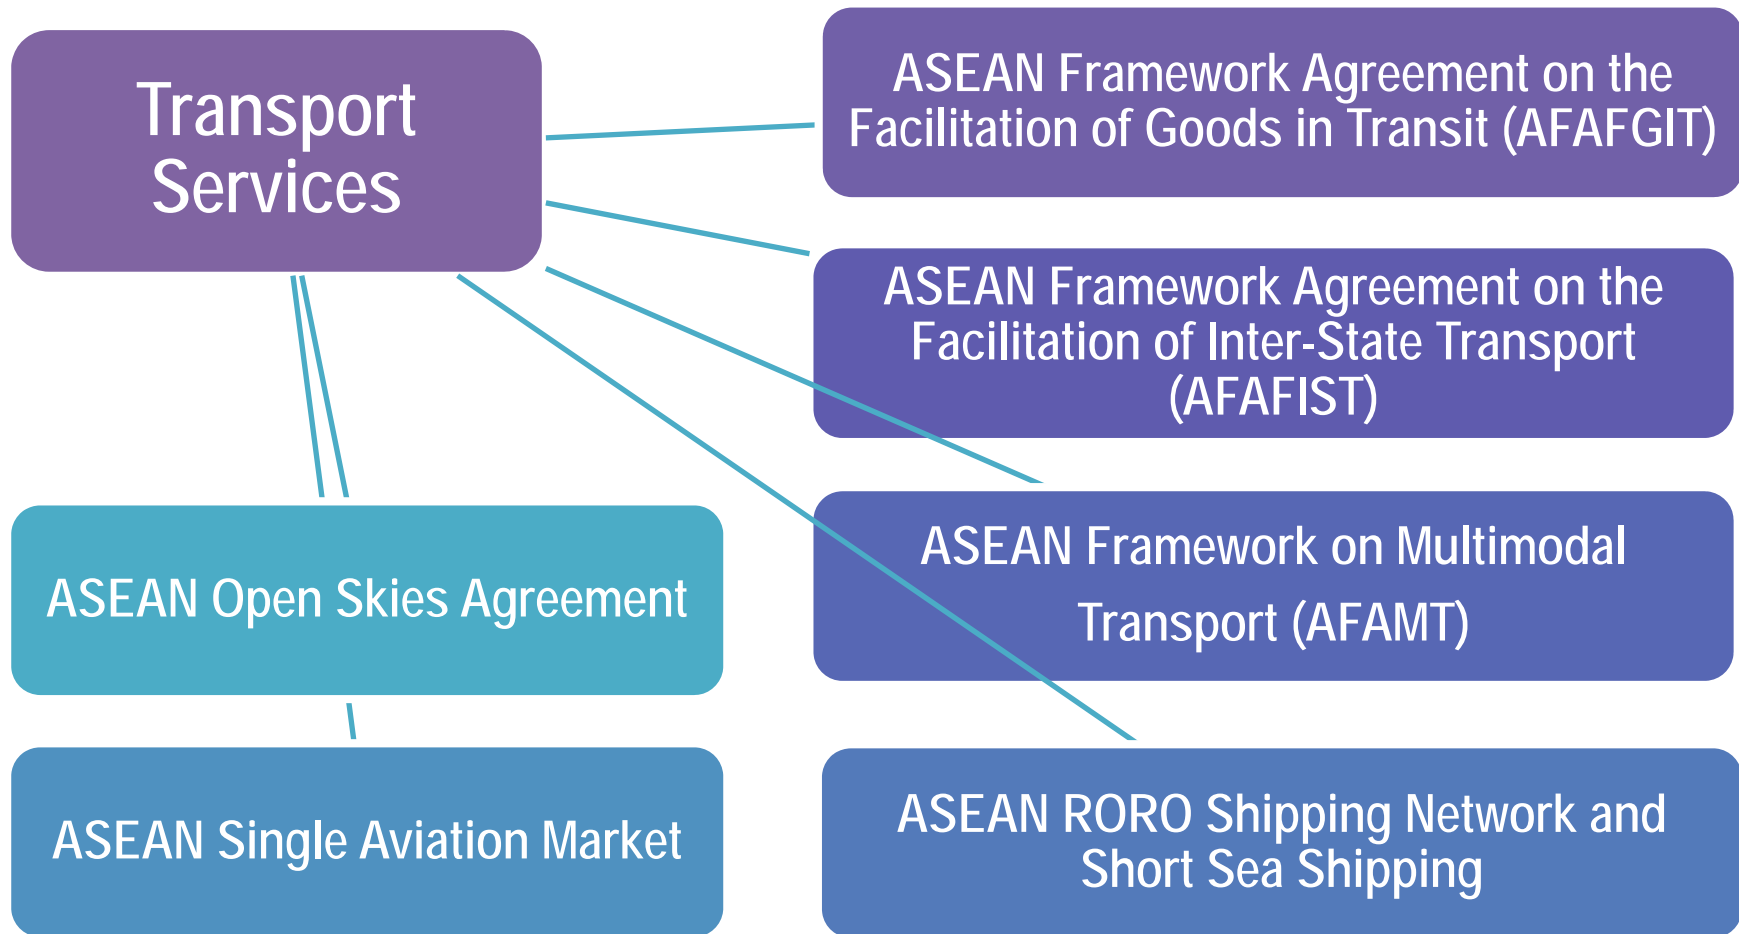 Transport
Services
ASEAN Framework Agreement on the
Facilitation of Goods in Transit (AFAFGIT)
ASEAN Framework Agreement on the
Facilitation of Inter-State Transport
(AFAFIST)
ASEAN Framework on Multimodal
Transport (AFAMT)
ASEAN RORO Shipping Network and
Short Sea Shipping
ASEAN Open Skies Agreement
ASEAN Single Aviation Market